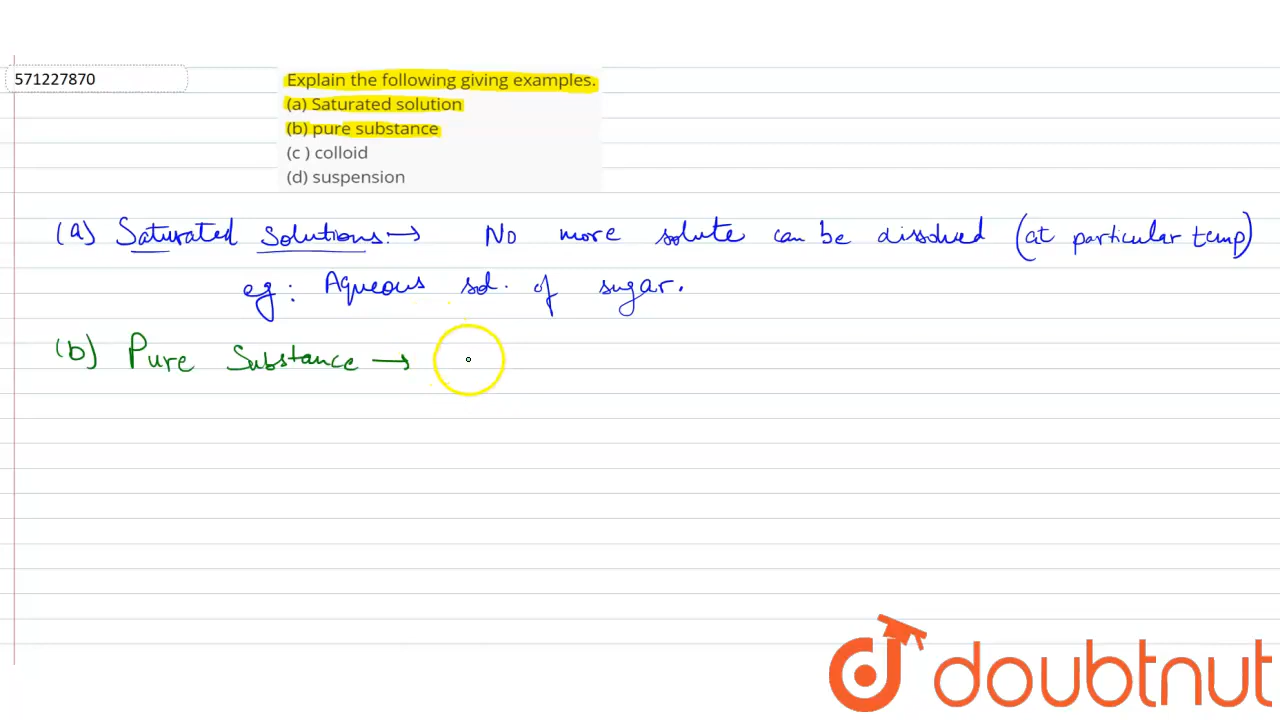 571227870
Explain the following giving examples.
(a) Saturated solution
(b) pure substance
(c ) colloid
(d) suspension
(a) Saturated Solutions:→ No more solute can be dissolved (at particular temp)
eg: Aqueous sol. of sugar.
(b) Pure Substance →
doubtnut